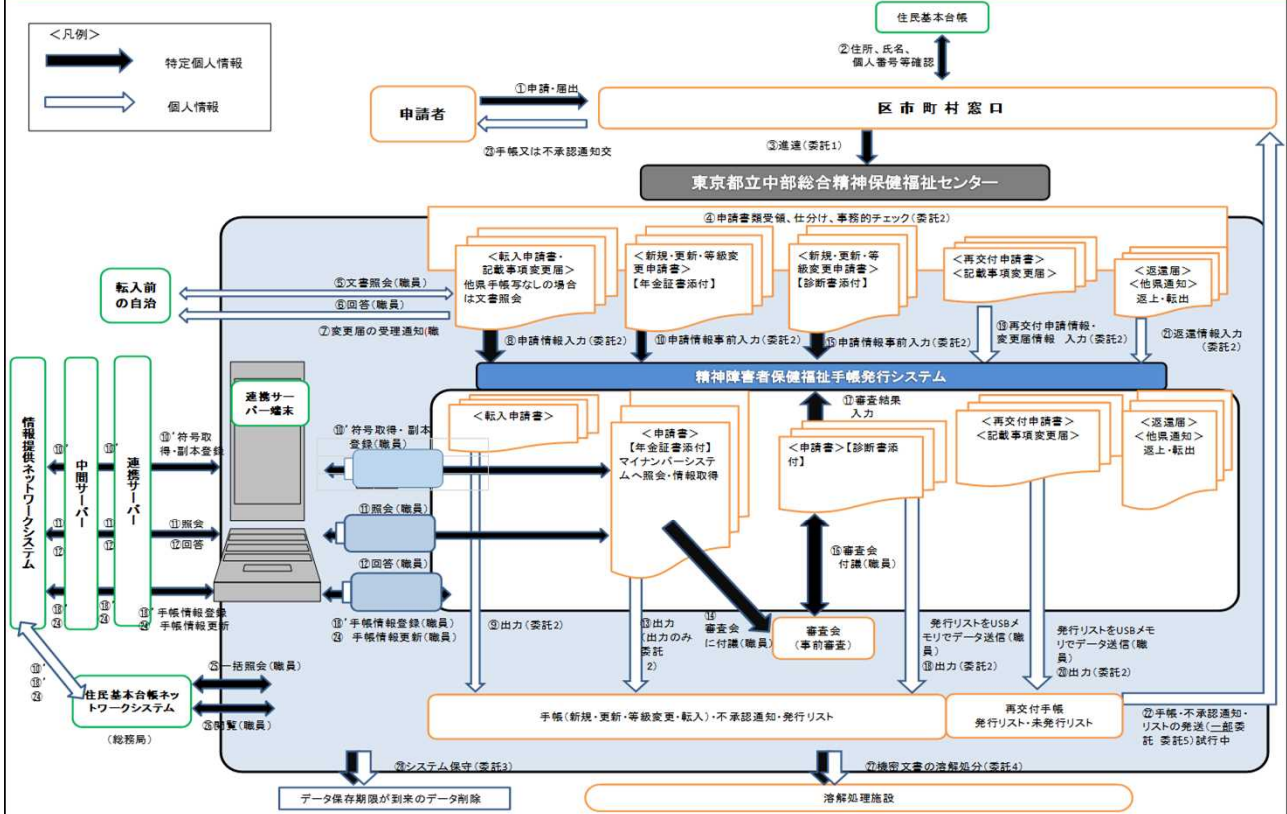 ＜凡例＞
特定個人情報
個人情報
住民基本台帳
②住所、氏名、
個人番号等確認
申請者
①申請・届出
㉓手帳又は不承認通知交
区 市 町 村 窓 口
③進達(委託1)
東京都立中部総合精神保健福祉センター
④申請書類受領、仕分け、事務的チェック(委託2)
＜転入申請書・
記載事項変更届＞
他県手帳写なしの場合
は文書照会
＜新規・更新・等級変
更申請書＞
【年金証書添付】
＜新規・更新・等
級変更申請書＞
【診断書添付】
＜再交付申請書＞
＜記載事項変更届＞
＜返還届＞
＜他県通知＞
返上・転出
転入前
の自治
⑤文書照会(職員)
⑥回答(職員)
⑦変更届の受理通知(職
⑧申請情報入力(委託2)
⑩申請情報事前入力(委託2)
⑮申請情報事前入力(委託2)
⑲再交付申請情報・
変更届情報 入力(委託2)
㉑返還情報入力
(委託2)
精神障害者保健福祉手帳発行システム
情報提供ネットワークシステム
中間サーバー
連携サーバー
連携サー
バー端末
⑩'
⑩'
⑩'符号取
得・副本登録
⑪
⑫
⑪
⑫
⑪照会
⑫回答
⑱'
㉔
⑱'
㉔
⑱'手帳情報登録
㉔'手帳情報更新
⑩'符号取得・副本
登録(職員)
⑪照会(職員)
⑫回答(職員)
⑱'手帳情報登録(職員)
㉔ 手帳情報更新(職員)
＜転入申請書＞
＜申請書＞
【年金証書添付】
マイナンバーシステ
ムへ照会・情報取得
⑰審査結果
入力
＜申請書＞【診断書添
付】
＜再交付申請書＞
＜記載事項変更届＞
＜返還届＞
＜他県通知＞
返上・転出
⑯審査会
付議(職員)
⑨出力(委託2)
⑬出力
(出力のみ
委託
2)
⑭
審査会
に付議(職員)
審査会
(事前審査)
発行リストをUSBメ
モリでデータ送信(職
員)
⑱出力(委託2)
発行リストをUSBメモ
リでデータ送信(職
員)
⑳出力(委託2)
⑩'
⑱'
㉔
住民基本台帳ネッ
トワークシステム
(総務局)
㉕一括照会(職員)
㉖閲覧(職員)
手帳(新規・更新・等級変更・転入)・不承認通知・発行リスト
再交付手帳
発行リスト・未発行リスト
㉒手帳・不承認通知・
リストの発送(一部委
託 委託5)試行中
㉘システム保守(委託3)
㉗機密文書の溶解処分(委託4)
データ保存期限が到来のデータ削除
溶解処理施設